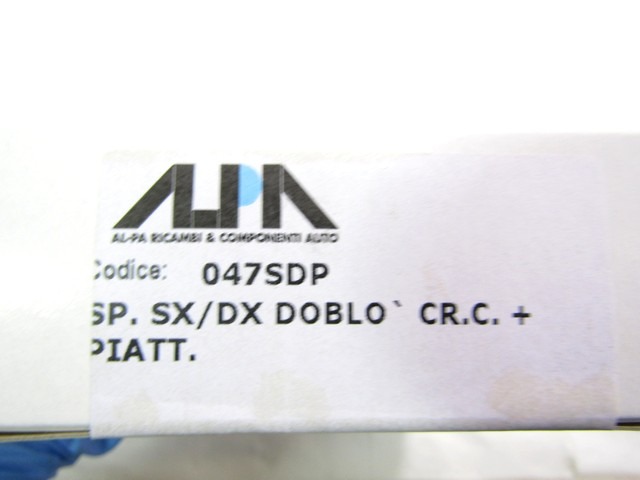 ALPA
AL-PA RICAMBI & COMPONENTI AUTO
Codice: 047SDP
SP. SX/DX DOBLO` CR.C. +
PIATT.